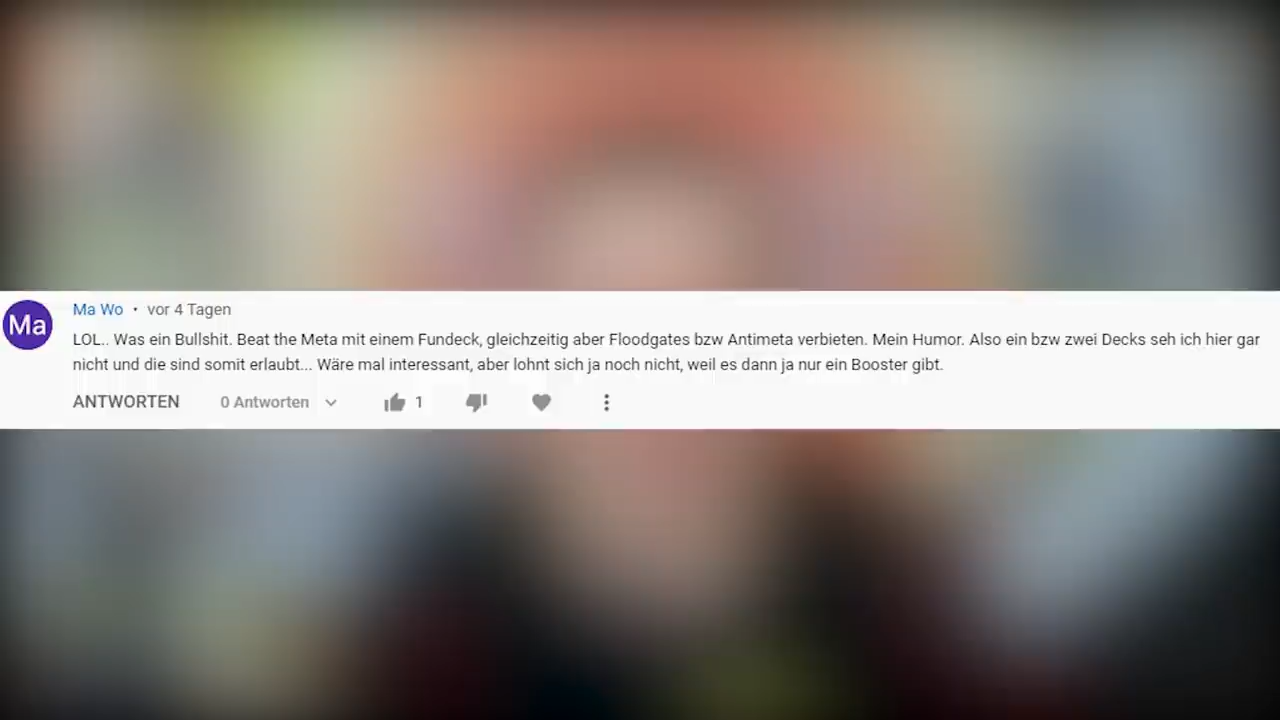 Ma
Ma Wo • vor 4 Tagen
LOL.. Was ein Bullshit. Beat the Meta mit einem Fundeck, gleichzeitig aber Floodgates bzw Antimeta verbieten. Mein Humor. Also ein bzw zwei Decks seh ich hier gar
nicht und die sind somit erlaubt... Wäre mal interessant, aber lohnt sich ja noch nicht, weil es dann ja nur ein Booster gibt.
ANTWORTEN 0 Antworten 1